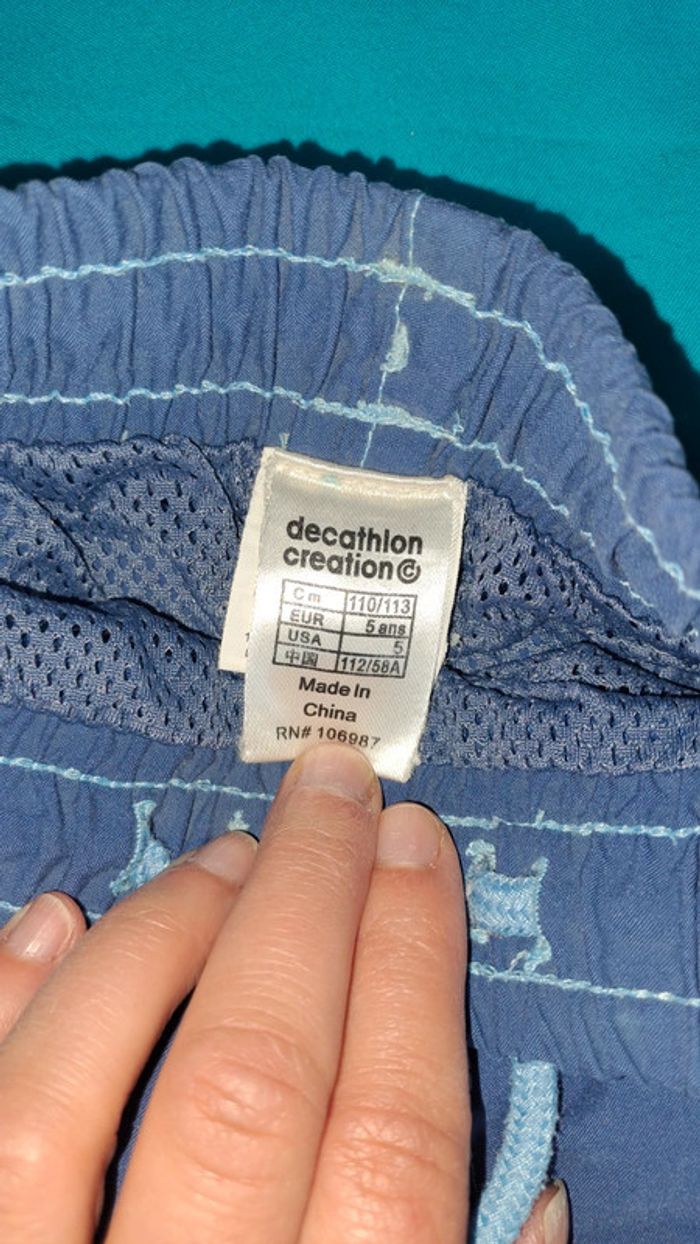 decathlon
creation
Cm 110/113
EUR 5 ans
USA 5
中国 112/58A
Made In
China
RN# 106987